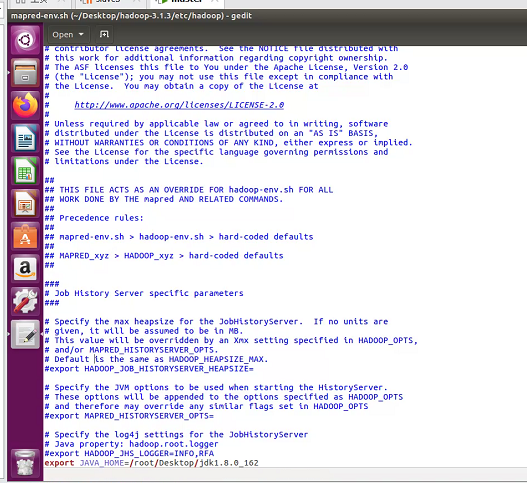 slave3
master
mapred-env.sh (~/Desktop/hadoop-3.1.3/etc/hadoop) - gedit
Open
# contributor license agreements.  See the NOTICE file distributed with
# this work for additional information regarding copyright ownership.
# The ASF licenses this file to You under the Apache License, Version 2.0
# (the "License"); you may not use this file except in compliance with
# the License.  You may obtain a copy of the License at
#
#     http://www.apache.org/licenses/LICENSE-2.0
#
# Unless required by applicable law or agreed to in writing, software
# distributed under the License is distributed on an "AS IS" BASIS,
# WITHOUT WARRANTIES OR CONDITIONS OF ANY KIND, either express or implied.
# See the License for the specific language governing permissions and
# limitations under the License.
##
## THIS FILE ACTS AS AN OVERRIDE FOR hadoop-env.sh FOR ALL
## WORK DONE BY THE mapred AND RELATED COMMANDS.
##
## Precedence rules:
##
## mapred-env.sh > hadoop-env.sh > hard-coded defaults
##
## MAPRED_xyz > HADOOP_xyz > hard-coded defaults
##
###
# Job History Server specific parameters
###
# Specify the max heapsize for the JobHistoryServer.  If no units are
# given, it will be assumed to be in MB.
# This value will be overridden by an Xmx setting specified in HADOOP_OPTS,
# and/or MAPRED_HISTORYSERVER_OPTS.
# Default is the same as HADOOP_HEAPSIZE_MAX.
#export HADOOP_JOB_HISTORYSERVER_HEAPSIZE=
# Specify the JVM options to be used when starting the HistoryServer.
# These options will be appended to the options specified as HADOOP_OPTS
# and therefore may override any similar flags set in HADOOP_OPTS
#export MAPRED_HISTORYSERVER_OPTS=
# Specify the log4j settings for the JobHistoryServer
# Java property: hadoop.root.logger
#export HADOOP_JHS_LOGGER=INFO,RFA
export JAVA_HOME=/root/Desktop/jdk1.8.0_162